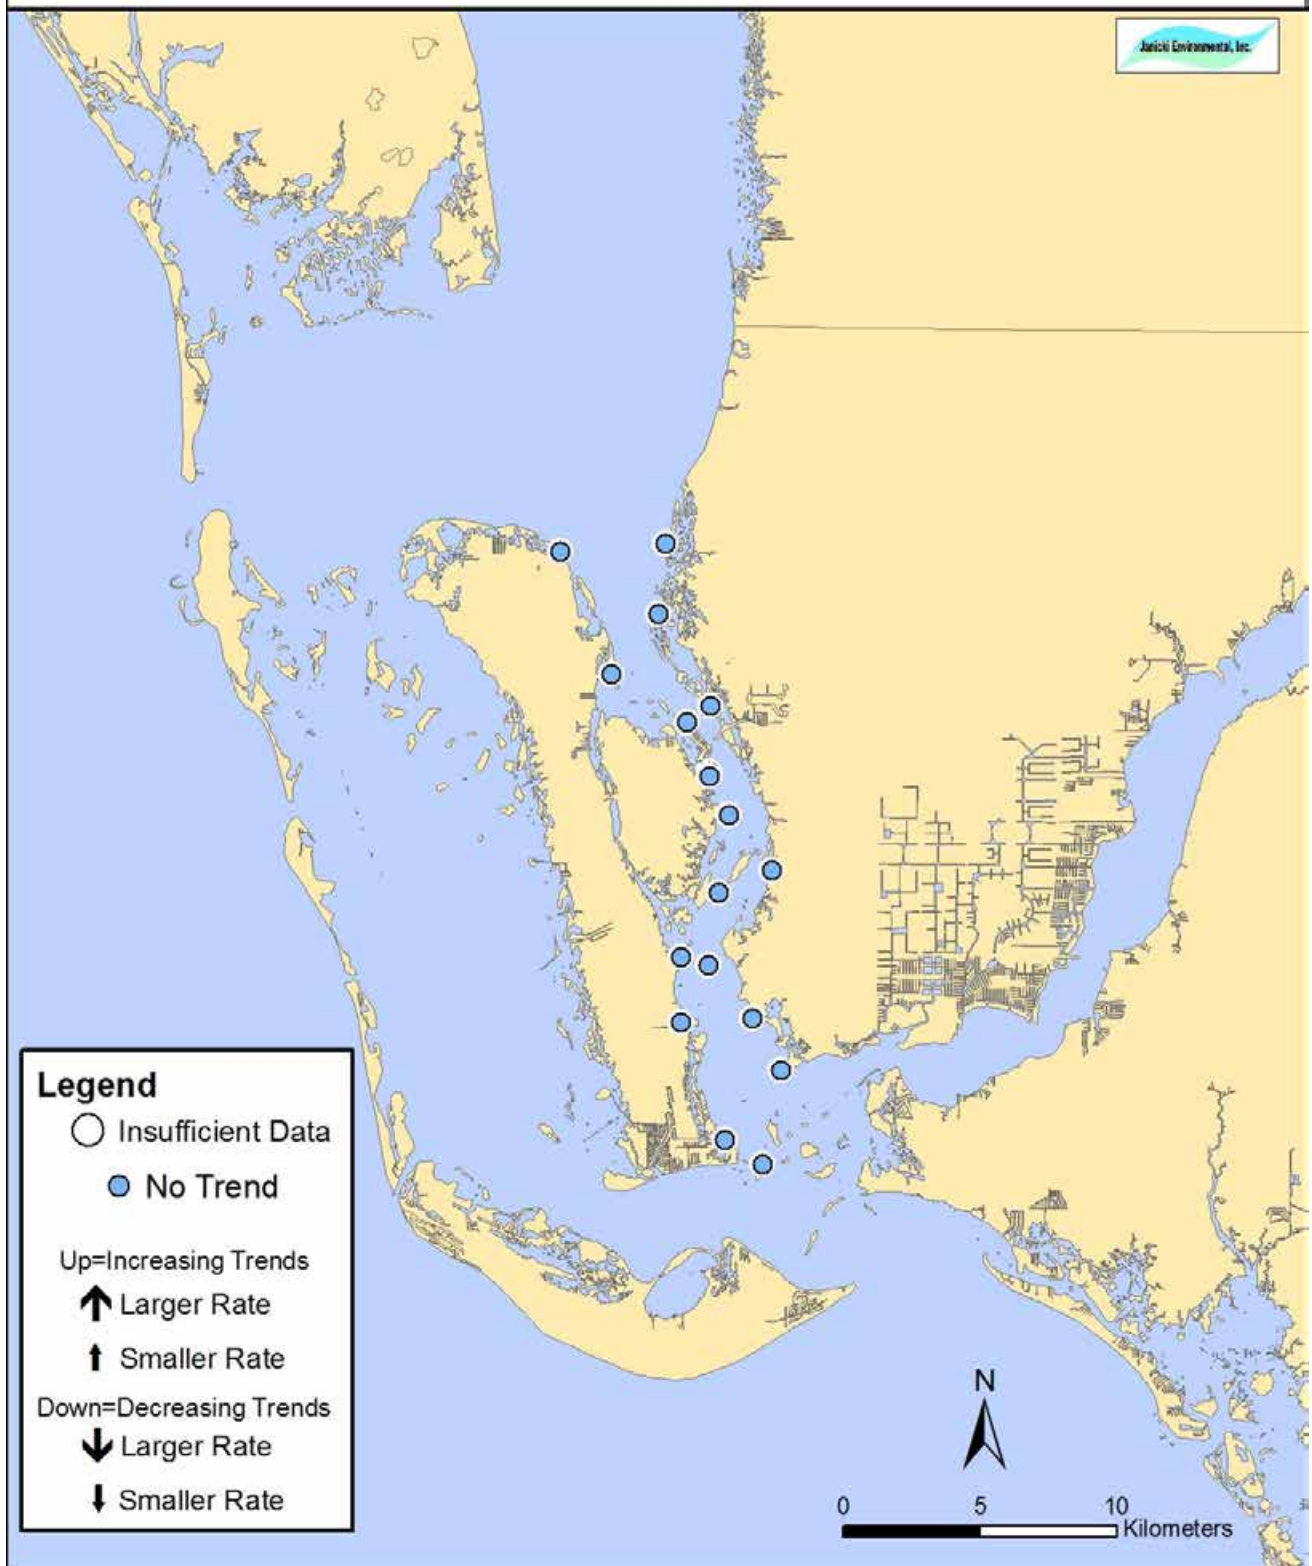 Janicki Environmental, Inc.
Legend
Insufficient Data
No Trend
Up=Increasing Trends
Larger Rate
Smaller Rate
Down=Decreasing Trends
Larger Rate
Smaller Rate
N
0 5 10
Kilometers